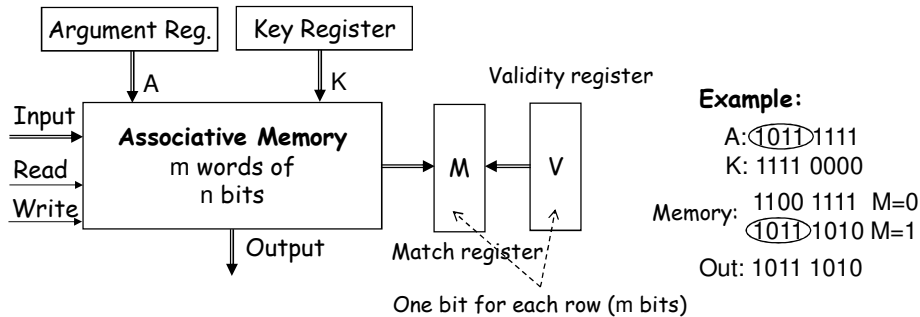 Argument Reg.
Key Register
A
K
Validity register
Input
Associative Memory
m words of
n bits
Read
Write
M
V
Output
Match register
One bit for each row (m bits)
Example:
A: 1011 1111
K: 1111 0000
Memory: 1100 1111 M=0
1011 1010 M=1
Out: 1011 1010